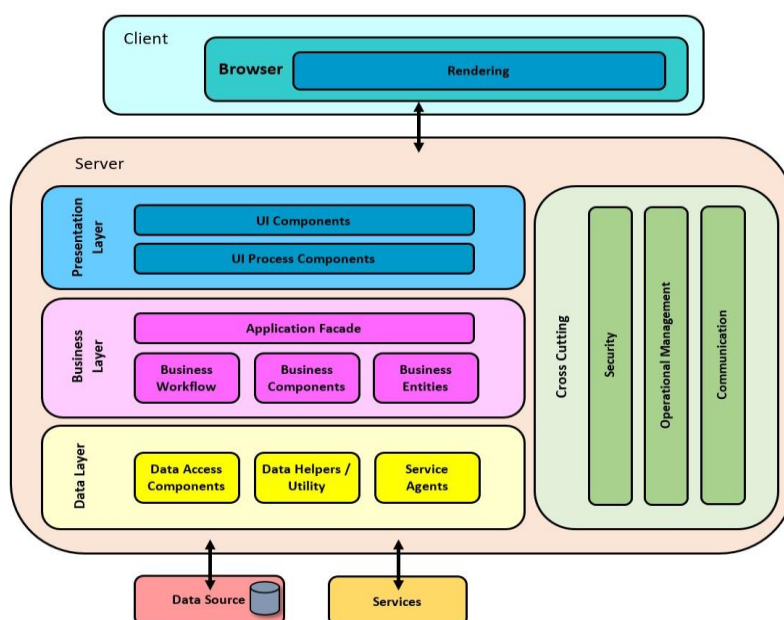 Client
Browser
Rendering
Server
Presentation
Layer
UI Components
UI Process Components
Business
Layer
Application Facade
Business
Workflow
Business
Components
Business
Entities
Data Layer
Data Access
Components
Data Helpers /
Utility
Service
Agents
Cross Cutting
Security
Operational Management
Communication
Data Source
Services